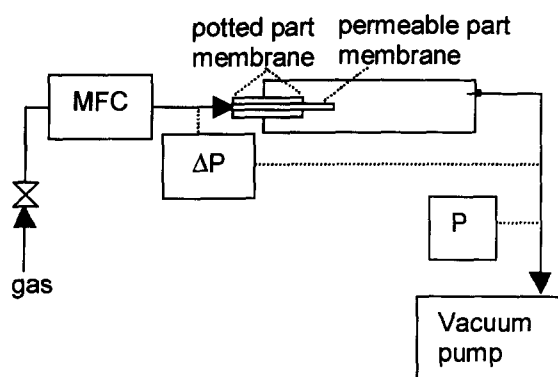 potted part
membrane
permeable part
membrane
MFC
ΔP
P
gas
Vacuum
pump